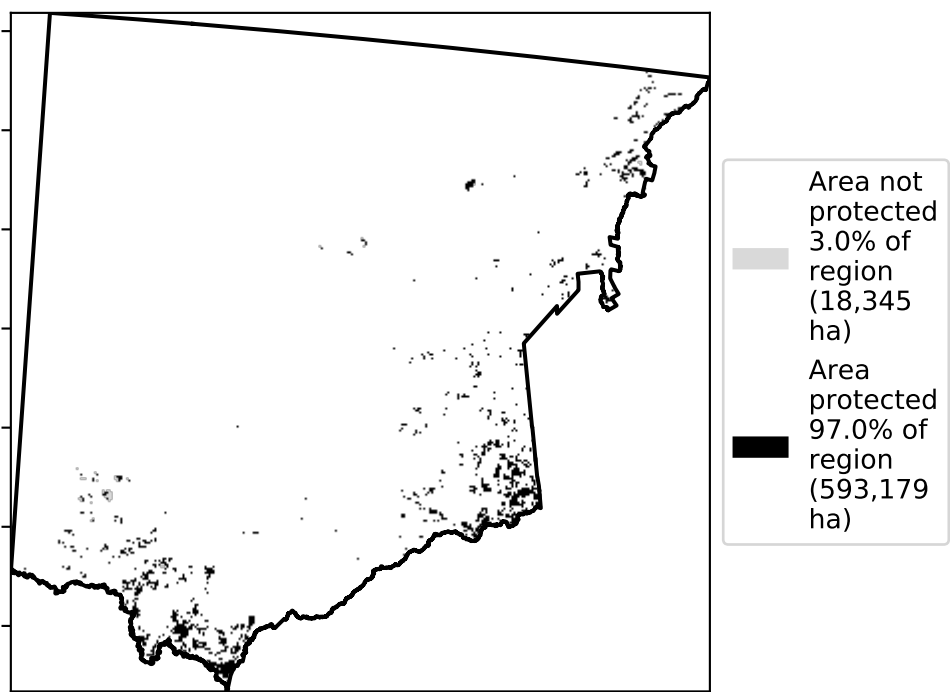 Area not
protected
3.0% of
region
(18,345
ha)
Area
protected
97.0% of
region
(593,179
ha)